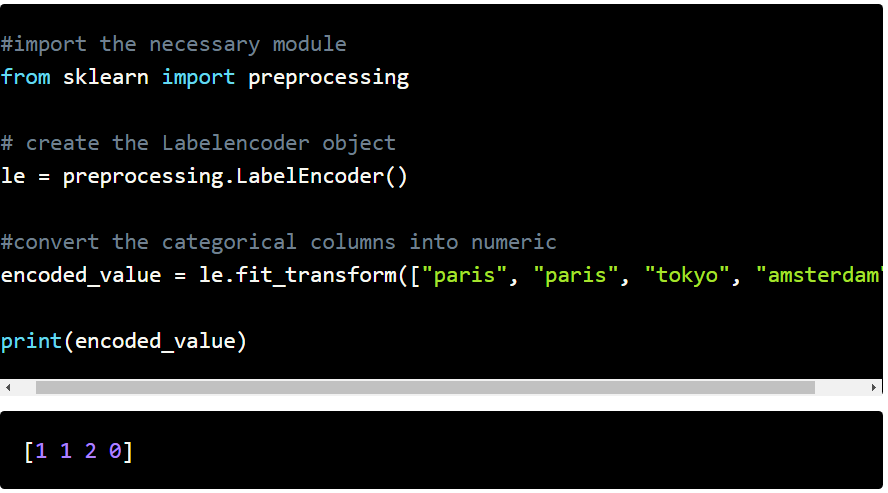 #import the necessary module
from sklearn import preprocessing
# create the Labelencoder object
le = preprocessing.LabelEncoder()
#convert the categorical columns into numeric
encoded_value = le.fit_transform(["paris", "paris", "tokyo", "amsterdam"
print(encoded_value)
[1 1 2 0]